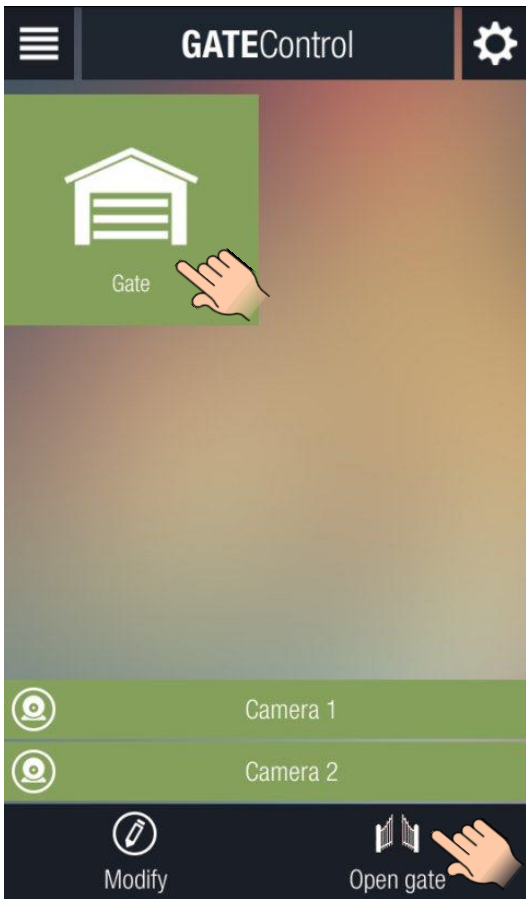 GATEControl
Gate
Camera 1
Camera 2
Modify
Open gate